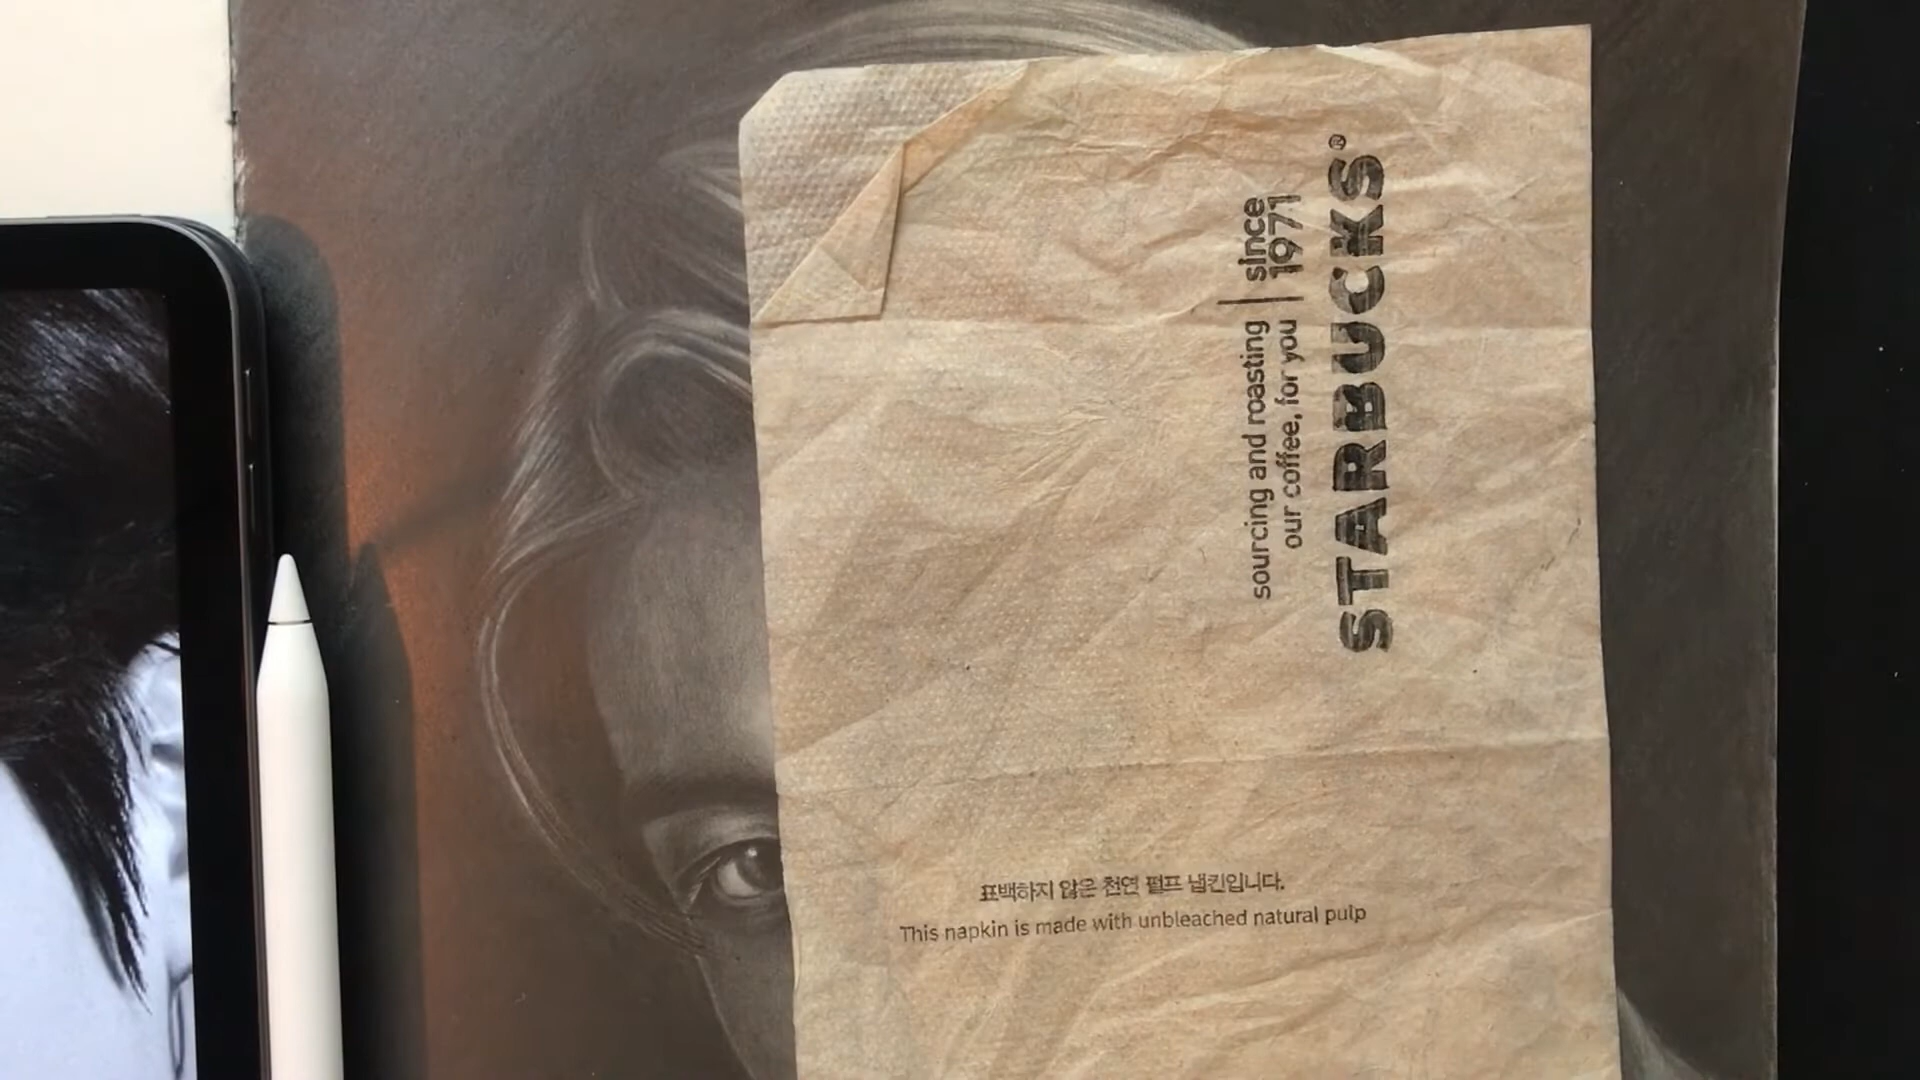 STARBUCKS®
sourcing and roasting | since
our coffee, for you | 1971
표백하지 않은 천연 펄프 냅킨입니다.
This napkin is made with unbleached natural pulp